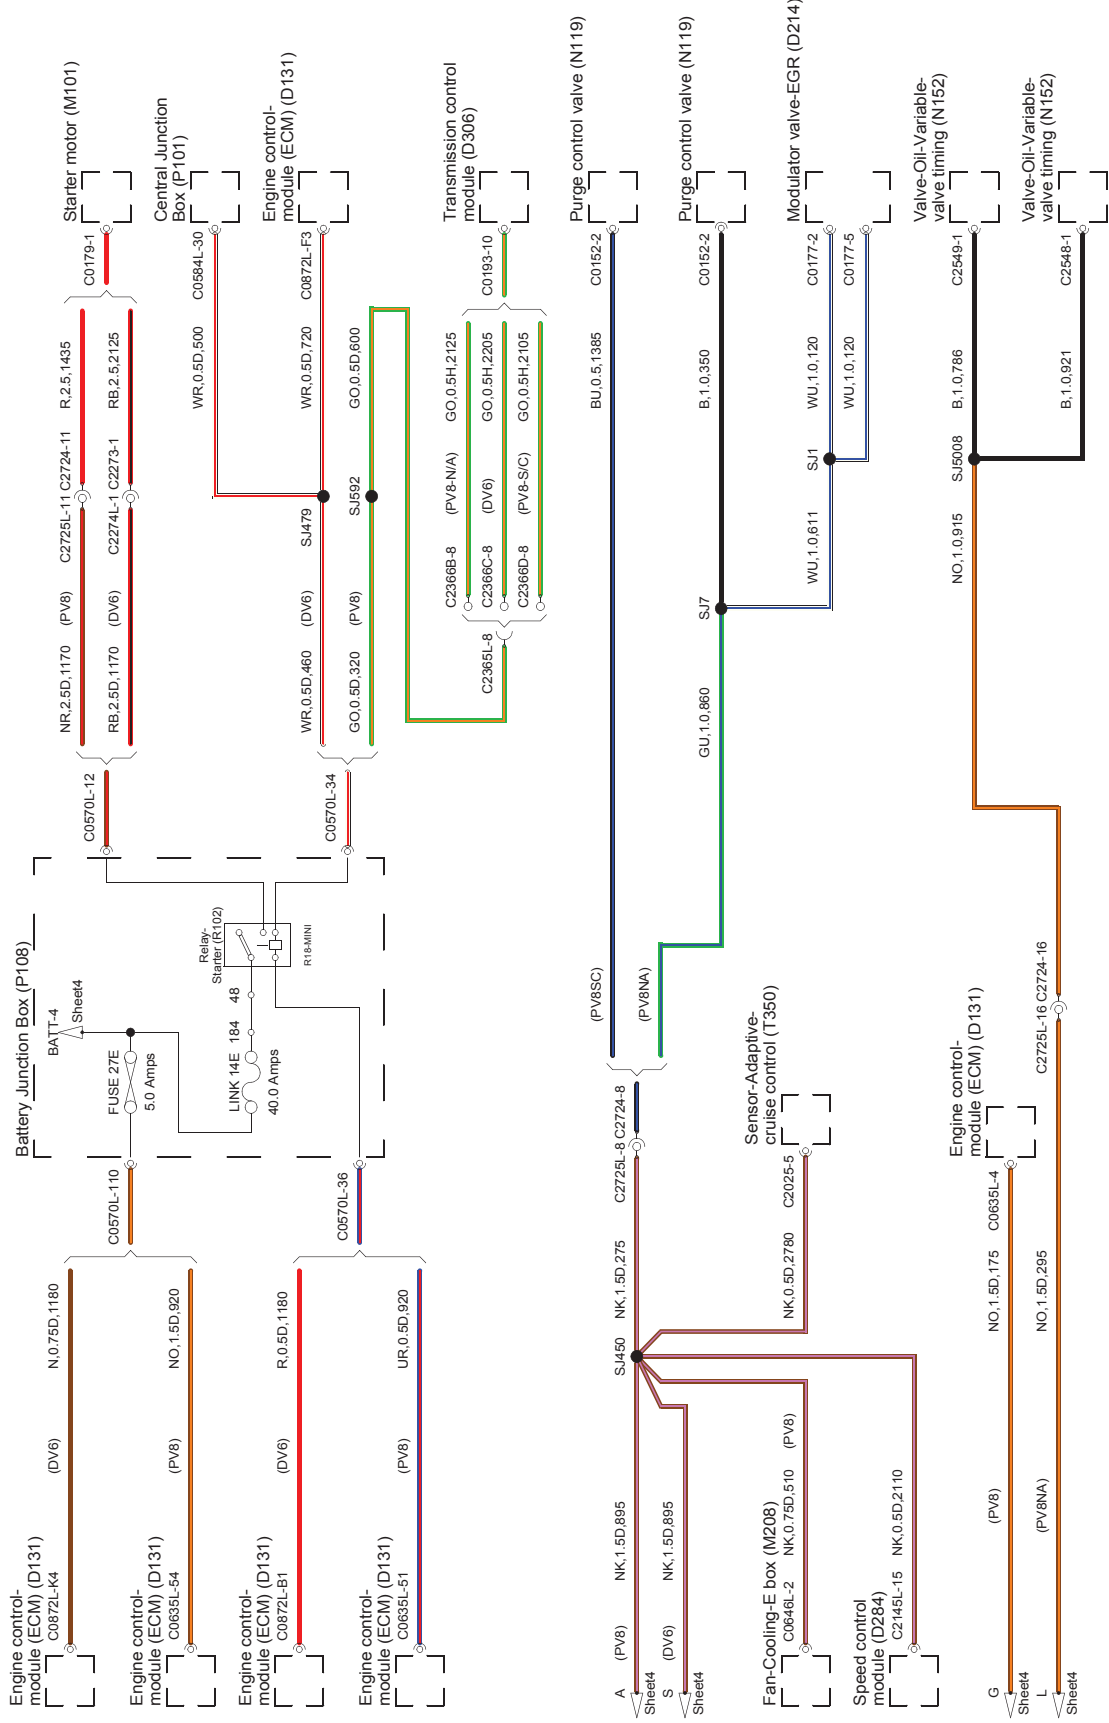 Engine control-
module (ECM) (D131)
C0872L-K4
(DV6)
N,0.75D,1180
Engine control-
module (ECM) (D131)
C0635L-54
(PV8)
NO,1.5D,920
C0570L-110
Engine control-
module (ECM) (D131)
C0872L-B1
(DV6)
R,0.5D,1180
Engine control-
module (ECM) (D131)
C0635L-51
(PV8)
UR,0.5D,920
C0570L-36
Battery Junction Box (P108)
BATT-4
Sheet4
FUSE 27E
5.0 Amps
LINK 14E
40.0 Amps
184
48
Relay-
Starter (R102)
R18-MINI
C0570L-12
NR,2.5D,1170
(PV8)
C2725L-11
C2724-11
R,2.5,1435
RB,2.5D,1170
(DV6)
C2274L-1
C2273-1
RB,2.5,2125
C0179-1
Starter motor (M101)
Central Junction
Box (P101)
C0584L-30
WR,0.5D,500
Engine control-
module (ECM) (D131)
C0872L-F3
WR,0.5D,720
SJ479
(DV6)
WR,0.5D,460
C0570L-34
GO,0.5D,320
(PV8)
SJ592
GO,0.5D,600
Transmission control
module (D306)
C0193-10
GO,0.5H,2125
(PV8-N/A)
C2366B-8
GO,0.5H,2205
(DV6)
C2366C-8
GO,0.5H,2105
(PV8-S/C)
C2366D-8
C2365L-8
A
Sheet4
(PV8)
NK,1.5D,895
SJ450
NK,1.5D,275
C2725L-8
C2724-8
(PV8SC)
BU,0.5,1385
C0152-2
Purge control valve (N119)
S
Sheet4
(DV6)
NK,1.5D,895
(PV8NA)
GU,1.0,860
SJ7
B,1.0,350
C0152-2
Purge control valve (N119)
Fan-Cooling-E box (M208)
C0646L-2
NK,0.75D,510
(PV8)
NK,0.5D,2780
C2025-5
Sensor-Adaptive-
cruise control (T350)
WU,1.0,611
SJ1
WU,1.0,120
C0177-2
WU,1.0,120
C0177-5
Modulator valve-EGR (D214)
Speed control
module (D284)
C2145L-15
NK,0.5D,2110
G
Sheet4
(PV8)
NO,1.5D,175
C0635L-4
Engine control-
module (ECM) (D131)
L
Sheet4
(PV8NA)
NO,1.5D,295
C2725L-16
C2724-16
NO,1.0,915
SJ5008
B,1.0,786
C2549-1
Valve-Oil-Variable-
valve timing (N152)
B,1.0,921
C2548-1
Valve-Oil-Variable-
valve timing (N152)